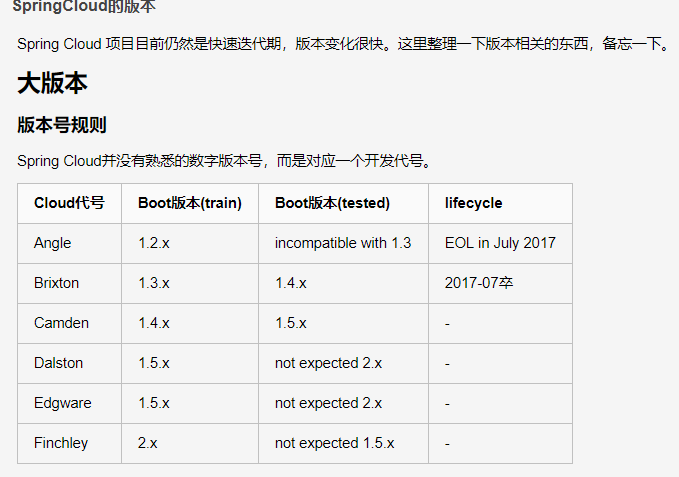 SpringCloud的版本
Spring Cloud 项目目前仍然是快速迭代期，版本变化很快。这里整理一下版本相关的东西，备忘一下。
大版本
版本号规则
Spring Cloud并没有熟悉的数字版本号，而是对应一个开发代号。
Cloud代号 Boot版本(train) Boot版本(tested) lifecycle
Angle 1.2.x incompatible with 1.3 EOL in July 2017
Brixton 1.3.x 1.4.x 2017-07卒
Camden 1.4.x 1.5.x -
Dalston 1.5.x not expected 2.x -
Edgware 1.5.x not expected 2.x -
Finchley 2.x not expected 1.5.x -